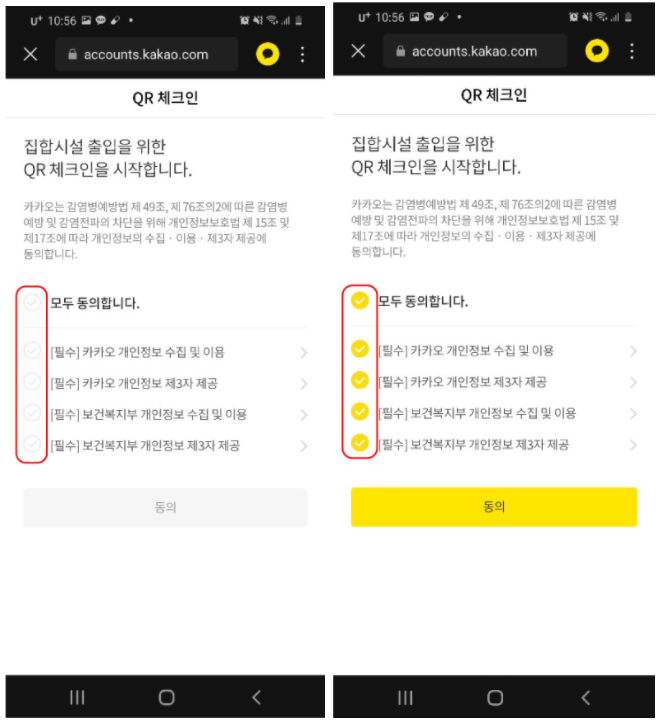 U+ 10:56
accounts.kakao.com
QR 체크인
집합시설 출입을 위한
QR 체크인을 시작합니다.
카카오는 감염병예방법 제 49조, 제 76조의2에 따른 감염병
예방 및 감염전파의 차단을 위해 개인정보보호법 제 15조 및
제17조에 따라 개인정보의 수집 · 이용 · 제3자 제공에
동의합니다.
모두 동의합니다.
[필수] 카카오 개인정보 수집 및 이용
[필수] 카카오 개인정보 제3자 제공
[필수] 보건복지부 개인정보 수집 및 이용
[필수] 보건복지부 개인정보 제3자 제공
동의
U+ 10:56
accounts.kakao.com
QR 체크인
집합시설 출입을 위한
QR 체크인을 시작합니다.
카카오는 감염병예방법 제 49조, 제 76조의2에 따른 감염병
예방 및 감염전파의 차단을 위해 개인정보보호법 제 15조 및
제17조에 따라 개인정보의 수집 · 이용 · 제3자 제공에
동의합니다.
모두 동의합니다.
[필수] 카카오 개인정보 수집 및 이용
[필수] 카카오 개인정보 제3자 제공
[필수] 보건복지부 개인정보 수집 및 이용
[필수] 보건복지부 개인정보 제3자 제공
동의